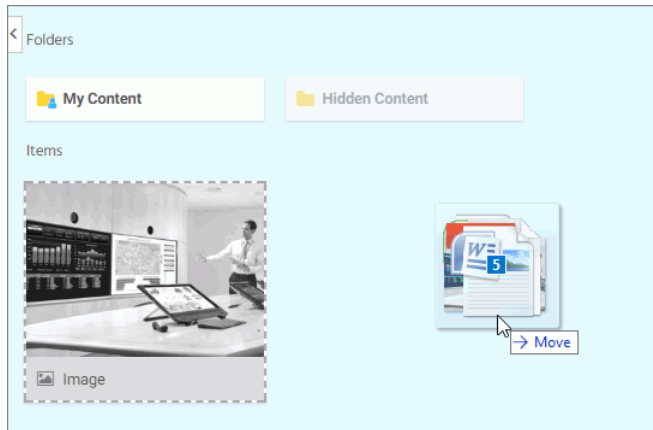 Folders
My Content
Hidden Content
Items
W
5
→ Move
Image